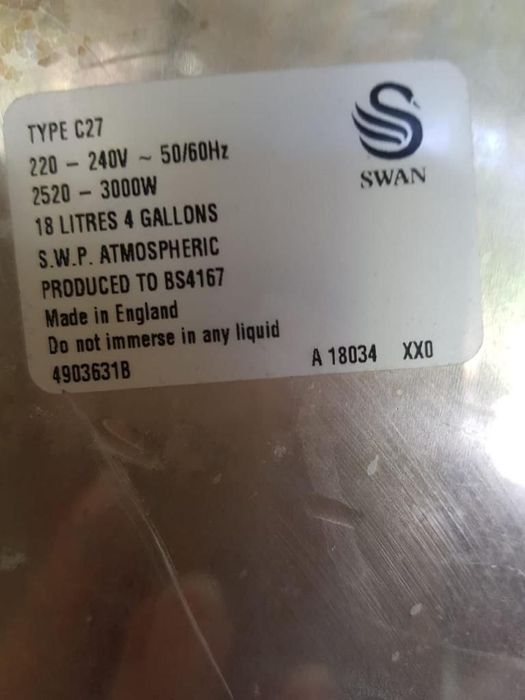 TYPE C27
220 – 240V ~ 50/60Hz
2520 – 3000W
18 LITRES 4 GALLONS
S.W.P. ATMOSPHERIC
PRODUCED TO BS4167
Made in England
Do not immerse in any liquid
4903631B
A 18034 XX0
SWAN